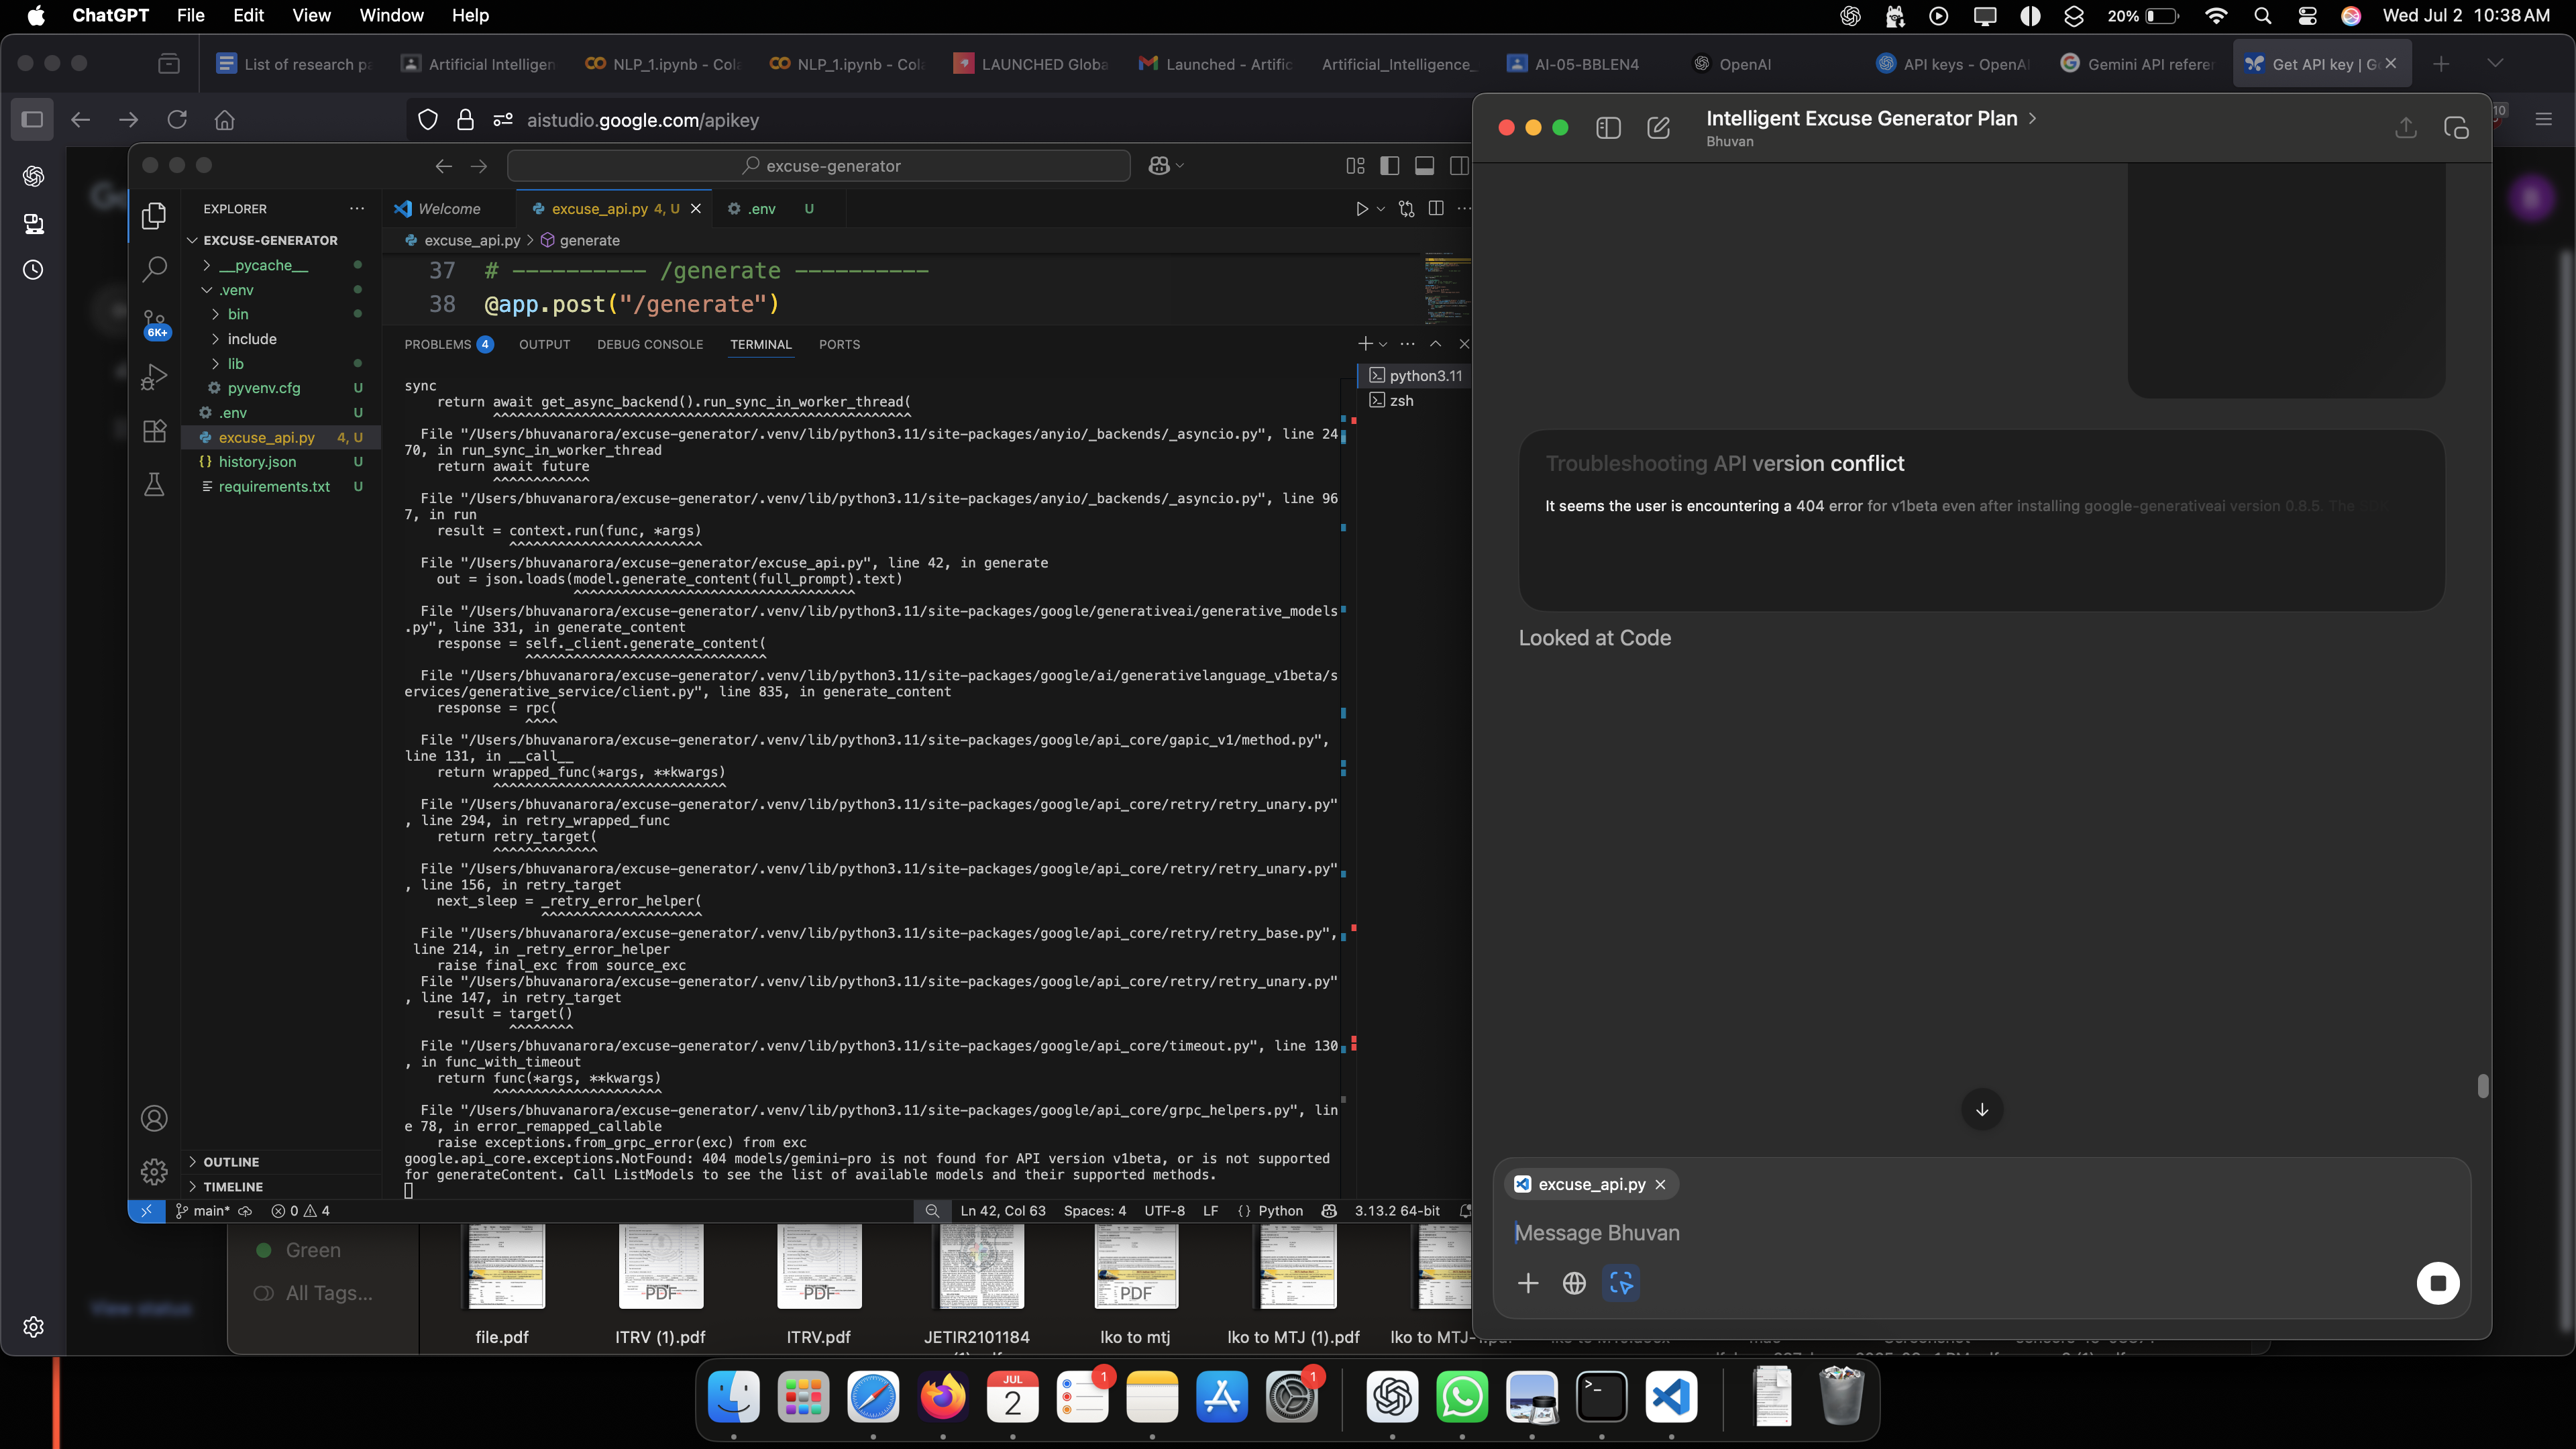 ChatGPT File Edit View Window Help
20% Wed Jul 2 10:38 AM
List of research pa
Artificial Intelligen
NLP_1.ipynb - Col
NLP_1.ipynb - Col
LAUNCHED Globa
Launched - Artific
Artificial_Intelligence_
AI-05-BBLEN4
OpenAI
API keys - OpenA
Gemini API referen
Get API key | G
aistudio.google.com/apikey
10
excuse-generator
EXPLORER
EXCUSE-GENERATOR
__pycache__
.venv
bin
include
lib
pyvenv.cfg U
.env U
excuse_api.py 4, U
history.json U
requirements.txt U
6K+
OUTLINE
TIMELINE
Welcome
excuse_api.py 4, U
.env U
excuse_api.py > generate
37 # ---------- /generate ----------
38 @app.post("/generate")
PROBLEMS 4 OUTPUT DEBUG CONSOLE TERMINAL PORTS
python3.11
zsh
sync
return await get_async_backend().run_sync_in_worker_thread(
^^^^^^^^^^^^^^^^^^^^^^^^^^^^^^^^^^^^^^^^^^^^^^^^^^^^
File "/Users/bhuvanarora/excuse-generator/.venv/lib/python3.11/site-packages/anyio/_backends/_asyncio.py", line 24
70, in run_sync_in_worker_thread
return await future
^^^^^^^^^^^^
File "/Users/bhuvanarora/excuse-generator/.venv/lib/python3.11/site-packages/anyio/_backends/_asyncio.py", line 96
7, in run
result = context.run(func, *args)
^^^^^^^^^^^^^^^^^^^^^^^^
File "/Users/bhuvanarora/excuse-generator/excuse_api.py", line 42, in generate
out = json.loads(model.generate_content(full_prompt).text)
^^^^^^^^^^^^^^^^^^^^^^^^^^^^^^^^^^^
File "/Users/bhuvanarora/excuse-generator/.venv/lib/python3.11/site-packages/google/generativeai/generative_models
.py", line 331, in generate_content
response = self._client.generate_content(
^^^^^^^^^^^^^^^^^^^^^^^^^^^^^^
File "/Users/bhuvanarora/excuse-generator/.venv/lib/python3.11/site-packages/google/ai/generativelanguage_v1beta/s
ervices/generative_service/client.py", line 835, in generate_content
response = rpc(
^^^^
File "/Users/bhuvanarora/excuse-generator/.venv/lib/python3.11/site-packages/google/api_core/gapic_v1/method.py",
line 131, in __call__
return wrapped_func(*args, **kwargs)
^^^^^^^^^^^^^^^^^^^^^^^^^^^^^
File "/Users/bhuvanarora/excuse-generator/.venv/lib/python3.11/site-packages/google/api_core/retry/retry_unary.py"
, line 294, in retry_wrapped_func
return retry_target(
^^^^^^^^^^^^^
File "/Users/bhuvanarora/excuse-generator/.venv/lib/python3.11/site-packages/google/api_core/retry/retry_unary.py"
, line 156, in retry_target
next_sleep = _retry_error_helper(
^^^^^^^^^^^^^^^^^^^^
File "/Users/bhuvanarora/excuse-generator/.venv/lib/python3.11/site-packages/google/api_core/retry/retry_base.py",
line 214, in _retry_error_helper
raise final_exc from source_exc
File "/Users/bhuvanarora/excuse-generator/.venv/lib/python3.11/site-packages/google/api_core/retry/retry_unary.py"
, line 147, in retry_target
result = target()
^^^^^^^^
File "/Users/bhuvanarora/excuse-generator/.venv/lib/python3.11/site-packages/google/api_core/timeout.py", line 130
, in func_with_timeout
return func(*args, **kwargs)
^^^^^^^^^^^^^^^^^^^^^
File "/Users/bhuvanarora/excuse-generator/.venv/lib/python3.11/site-packages/google/api_core/grpc_helpers.py", lin
e 78, in error_remapped_callable
raise exceptions.from_grpc_error(exc) from exc
google.api_core.exceptions.NotFound: 404 models/gemini-pro is not found for API version v1beta, or is not supported
for generateContent. Call ListModels to see the list of available models and their supported methods.
main* 0 4
Ln 42, Col 63 Spaces: 4 UTF-8 LF {} Python 3.13.2 64-bit
Intelligent Excuse Generator Plan >
Bhuvan
Troubleshooting API version conflict
It seems the user is encountering a 404 error for v1beta even after installing google-generativeai version 0.8.5. The
Looked at Code
excuse_api.py
Message Bhuvan
Green
All Tags...
View status
PDF
PDF
PDF
file.pdf
ITRV (1).pdf
ITRV.pdf
JETIR2101184
lko to mtj
lko to MTJ (1).pdf
JUL
2
1
1